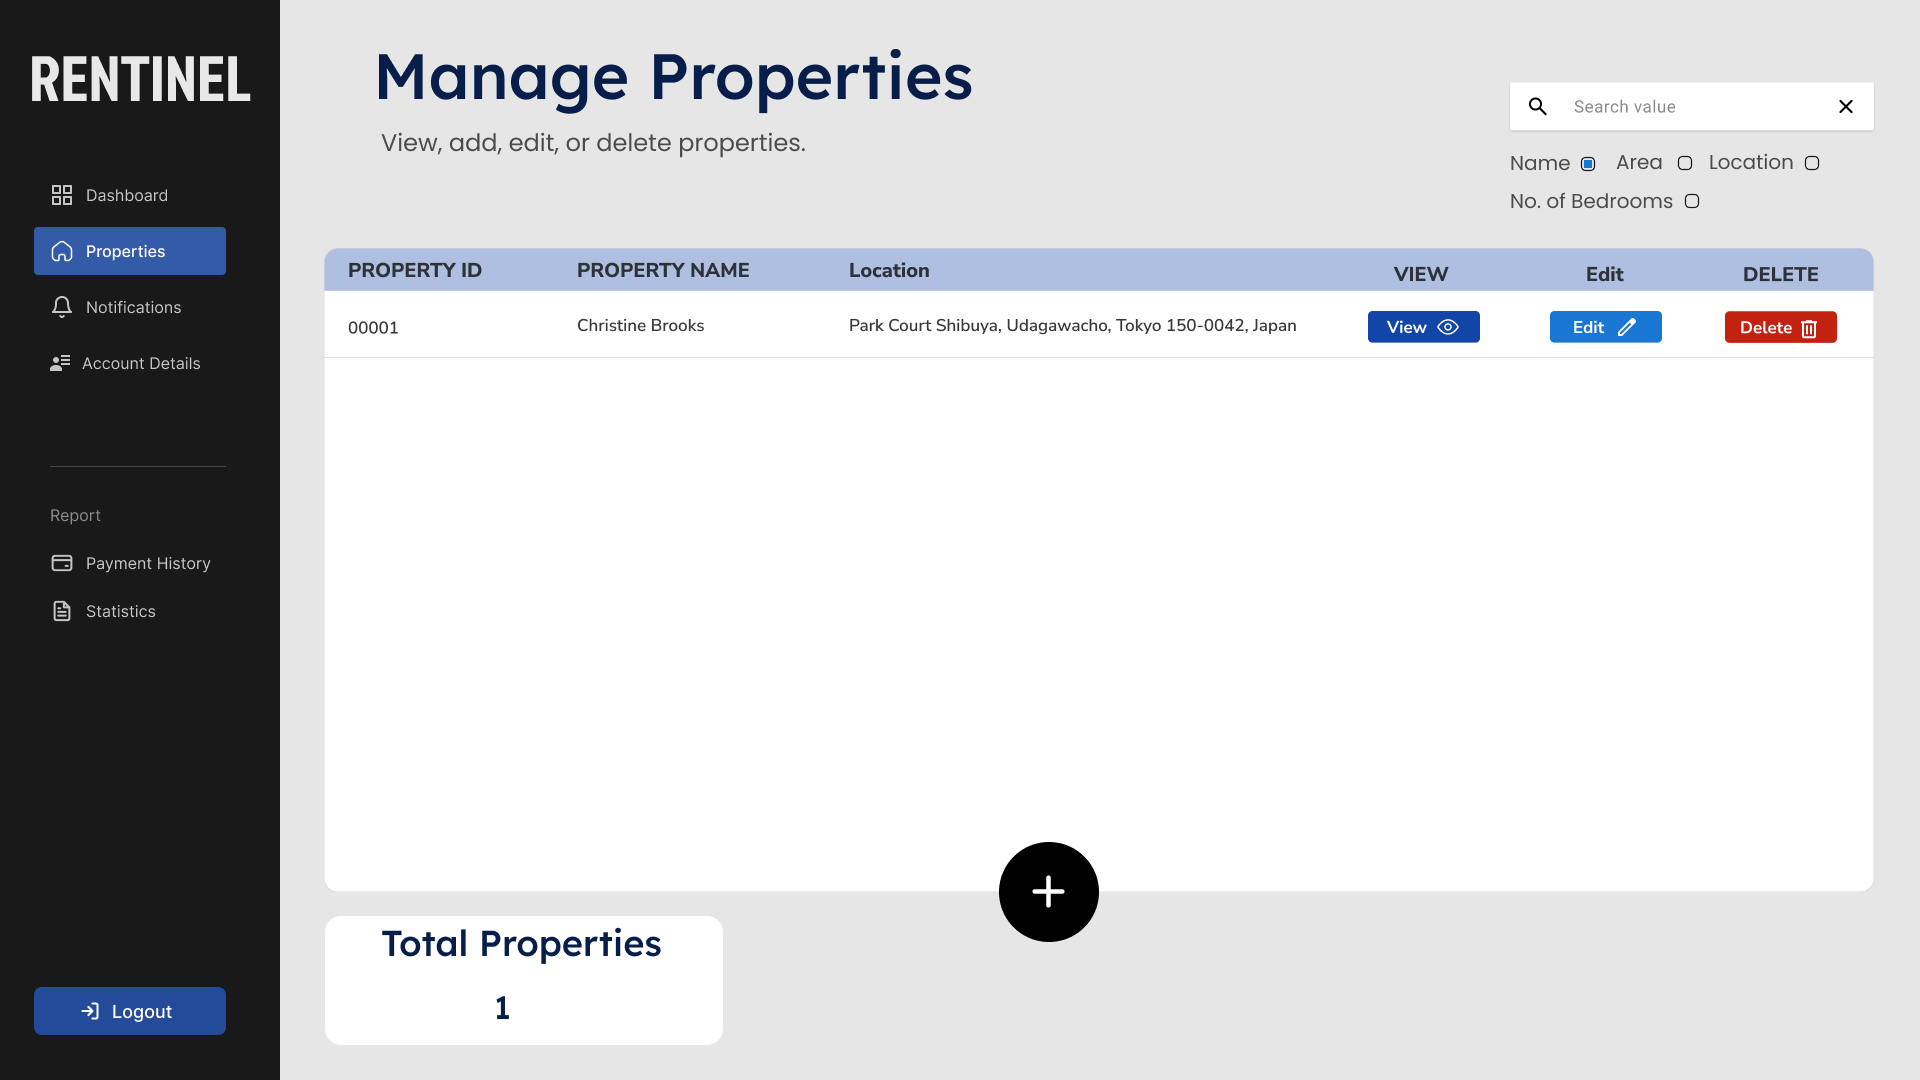 RENTINEL
Dashboard
Properties
Notifications
Account Details
Report
Payment History
Statistics
Logout
Manage Properties
View, add, edit, or delete properties.
Search value
Name Area Location
No. of Bedrooms
PROPERTY ID PROPERTY NAME Location VIEW Edit DELETE
00001 Christine Brooks Park Court Shibuya, Udagawacho, Tokyo 150-0042, Japan View Edit Delete
Total Properties
1